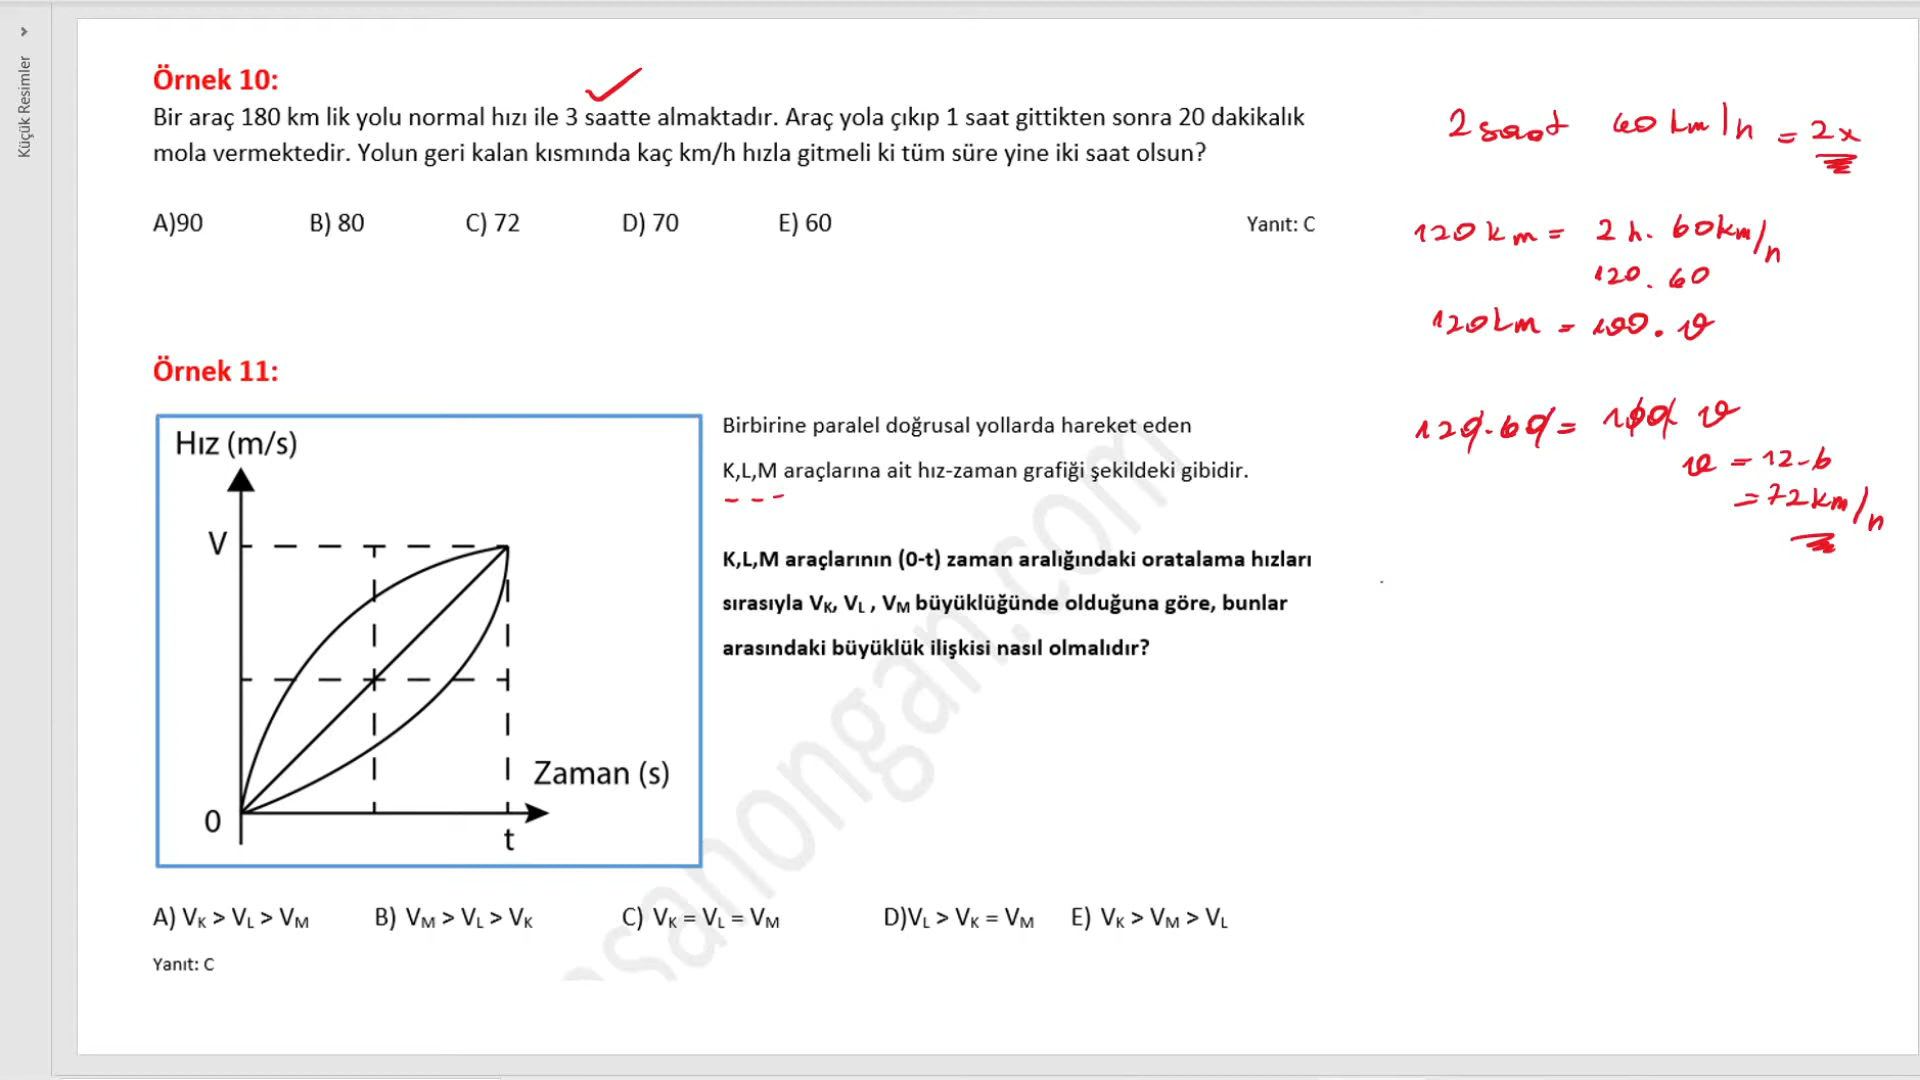 Küçük Resimler
Örnek 10:
Bir araç 180 km lik yolu normal hızı ile 3 saatte almaktadır. Araç yola çıkıp 1 saat gittikten sonra 20 dakikalık
mola vermektedir. Yolun geri kalan kısmında kaç km/h hızla gitmeli ki tüm süre yine iki saat olsun?
A)90 B) 80 C) 72 D) 70 E) 60 Yanıt: C
2 saat 60 km/h = 2x
120 km = 2 h. 60km/h
120. 60
120km = 100. v
120.60 = 100 v
v = 12.6
= 72 km/h
Örnek 11:
Hız (m/s)
V
0
t
Zaman (s)
Birbirine paralel doğrusal yollarda hareket eden
K,L,M araçlarına ait hız-zaman grafiği şekildeki gibidir.
K,L,M araçlarının (0-t) zaman aralığındaki oratalama hızları
sırasıyla VK, VL , VM büyüklüğünde olduğuna göre, bunlar
arasındaki büyüklük ilişkisi nasıl olmalıdır?
A) VK > VL > VM B) VM > VL > VK C) VK = VL = VM D)VL > VK = VM E) VK > VM > VL
Yanıt: C